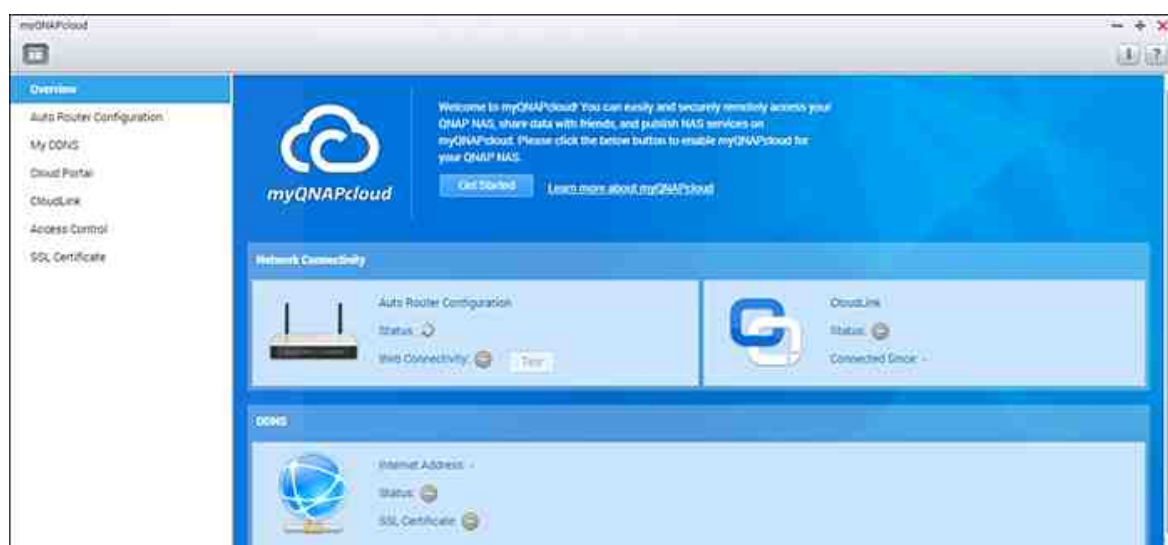 myQNAPcloud
Overview
Auto Router Configuration
My DDNS
Cloud Portal
CloudLink
Access Control
SSL Certificate
myQNAPcloud
Welcome to myQNAPcloud! You can easily and securely remotely access your
QNAP NAS, share data with friends, and publish NAS services on
myQNAPcloud. Please click the below button to enable myQNAPcloud for
your QNAP NAS.
Get Started
Learn more about myQNAPcloud
Network Connectivity
Auto Router Configuration
Status:
Web Connectivity:
Test
CloudLink
Status:
Connected Since: -
DDNS
Internet Address: -
Status:
SSL Certificate: